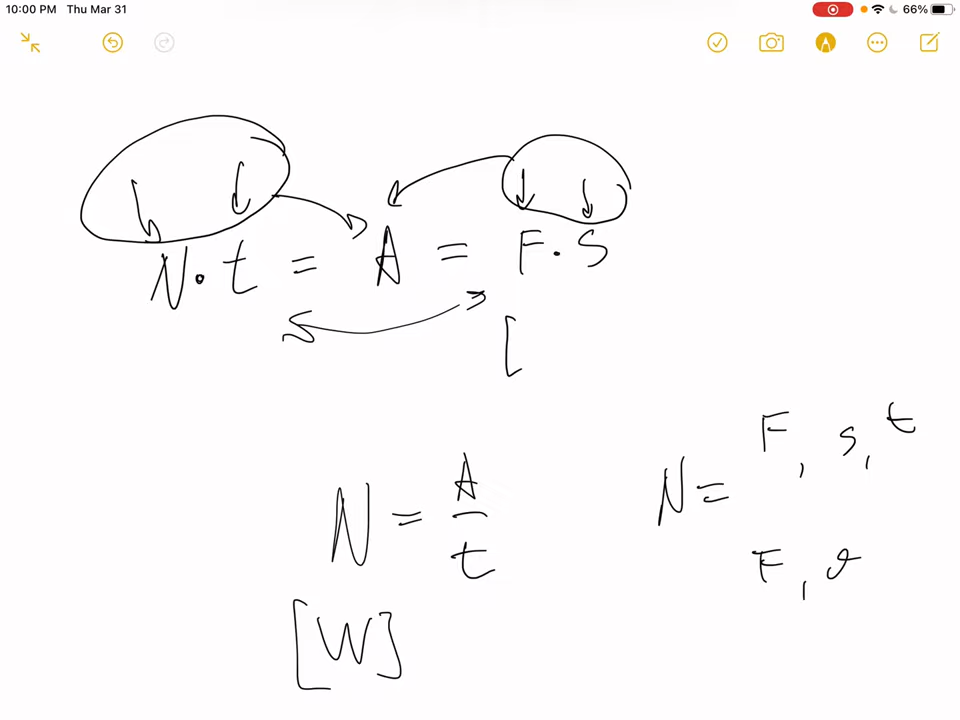 10:00 PM Thu Mar 31
66%
N · t = A = F · s
[
F, s, t
N = A/t
N =
F, v
[W]